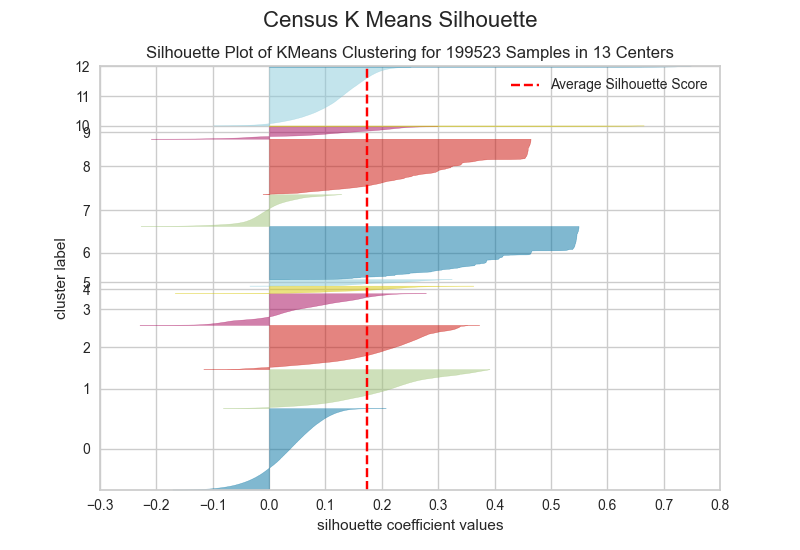 Census K Means Silhouette
Silhouette Plot of KMeans Clustering for 199523 Samples in 13 Centers
Average Silhouette Score
12
11
10
9
8
7
6
5
4
3
2
1
0
cluster label
−0.3 −0.2 −0.1 0.0 0.1 0.2 0.3 0.4 0.5 0.6 0.7 0.8
silhouette coefficient values